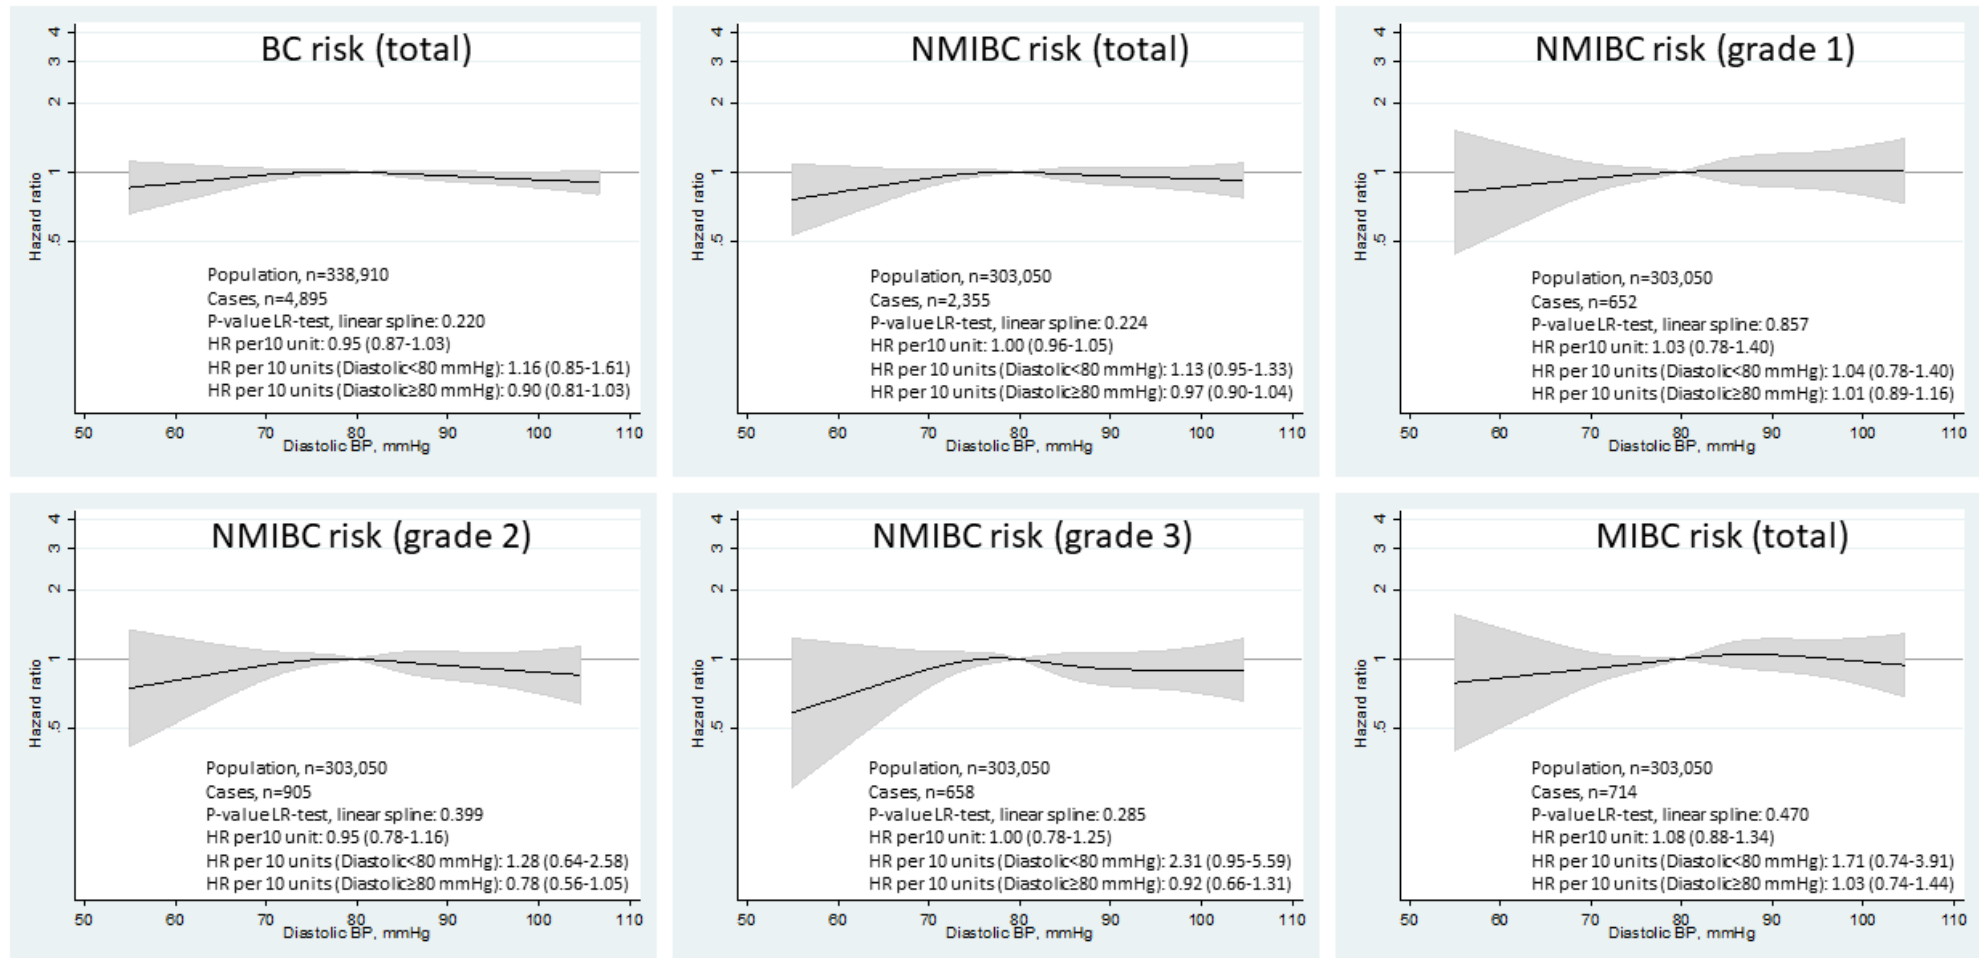 BC risk (total)
4
3
2
1
.5
Hazard ratio
Population, n=338,910
Cases, n=4,895
P-value LR-test, linear spline: 0.220
HR per10 unit: 0.95 (0.87-1.03)
HR per 10 units (Diastolic<80 mmHg): 1.16 (0.85-1.61)
HR per 10 units (Diastolic≥80 mmHg): 0.90 (0.81-1.03)
50 60 70 80 90 100 110
Diastolic BP, mmHg
NMIBC risk (total)
4
3
2
1
.5
Hazard ratio
Population, n=303,050
Cases, n=2,355
P-value LR-test, linear spline: 0.224
HR per10 unit: 1.00 (0.96-1.05)
HR per 10 units (Diastolic<80 mmHg): 1.13 (0.95-1.33)
HR per 10 units (Diastolic≥80 mmHg): 0.97 (0.90-1.04)
50 60 70 80 90 100 110
Diastolic BP, mmHg
NMIBC risk (grade 1)
4
3
2
1
.5
Hazard ratio
Population, n=303,050
Cases, n=652
P-value LR-test, linear spline: 0.857
HR per10 unit: 1.03 (0.78-1.40)
HR per 10 units (Diastolic<80 mmHg): 1.04 (0.78-1.40)
HR per 10 units (Diastolic≥80 mmHg): 1.01 (0.89-1.16)
50 60 70 80 90 100 110
Diastolic BP, mmHg
NMIBC risk (grade 2)
4
3
2
1
.5
Hazard ratio
Population, n=303,050
Cases, n=905
P-value LR-test, linear spline: 0.399
HR per10 unit: 0.95 (0.78-1.16)
HR per 10 units (Diastolic<80 mmHg): 1.28 (0.64-2.58)
HR per 10 units (Diastolic≥80 mmHg): 0.78 (0.56-1.05)
50 60 70 80 90 100 110
Diastolic BP, mmHg
NMIBC risk (grade 3)
4
3
2
1
.5
Hazard ratio
Population, n=303,050
Cases, n=658
P-value LR-test, linear spline: 0.285
HR per10 unit: 1.00 (0.78-1.25)
HR per 10 units (Diastolic<80 mmHg): 2.31 (0.95-5.59)
HR per 10 units (Diastolic≥80 mmHg): 0.92 (0.66-1.31)
50 60 70 80 90 100 110
Diastolic BP, mmHg
MIBC risk (total)
4
3
2
1
.5
Hazard ratio
Population, n=303,050
Cases, n=714
P-value LR-test, linear spline: 0.470
HR per10 unit: 1.08 (0.88-1.34)
HR per 10 units (Diastolic<80 mmHg): 1.71 (0.74-3.91)
HR per 10 units (Diastolic≥80 mmHg): 1.03 (0.74-1.44)
50 60 70 80 90 100 110
Diastolic BP, mmHg